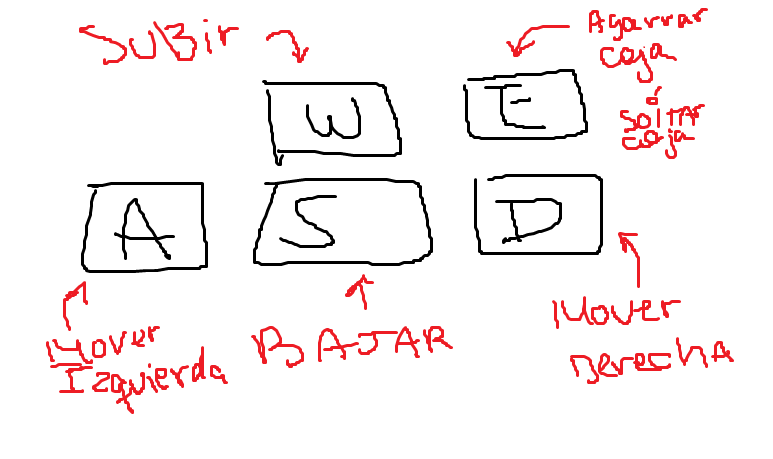 SUBir
Agarrar
caja
ó
SOlTAR
caja
W
E
A
S
D
Mover
Izquierda
BAJAR
Mover
DerechA